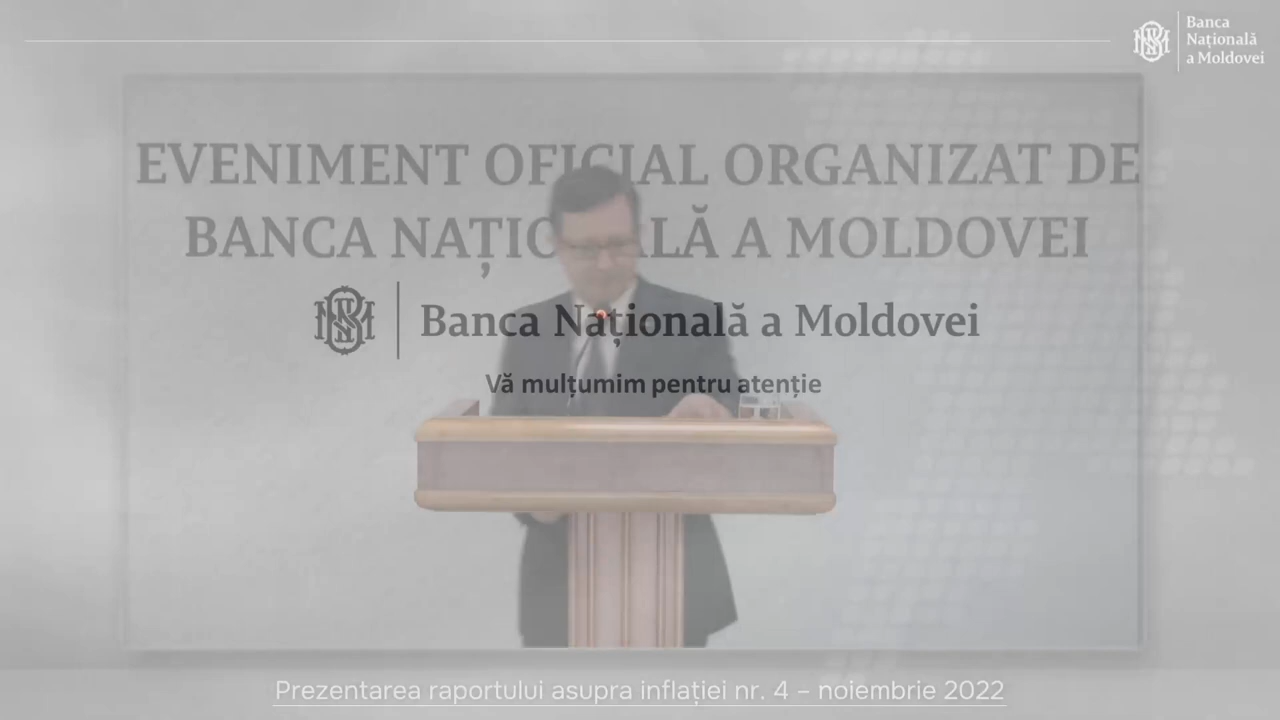 Banca
Națională
a Moldovei
EVENIMENT OFICIAL ORGANIZAT DE
BANCA NAȚIONALĂ A MOLDOVEI
Banca Națională a Moldovei
Vă mulțumim pentru atenție
Prezentarea raportului asupra inflației nr. 4 – noiembrie 2022